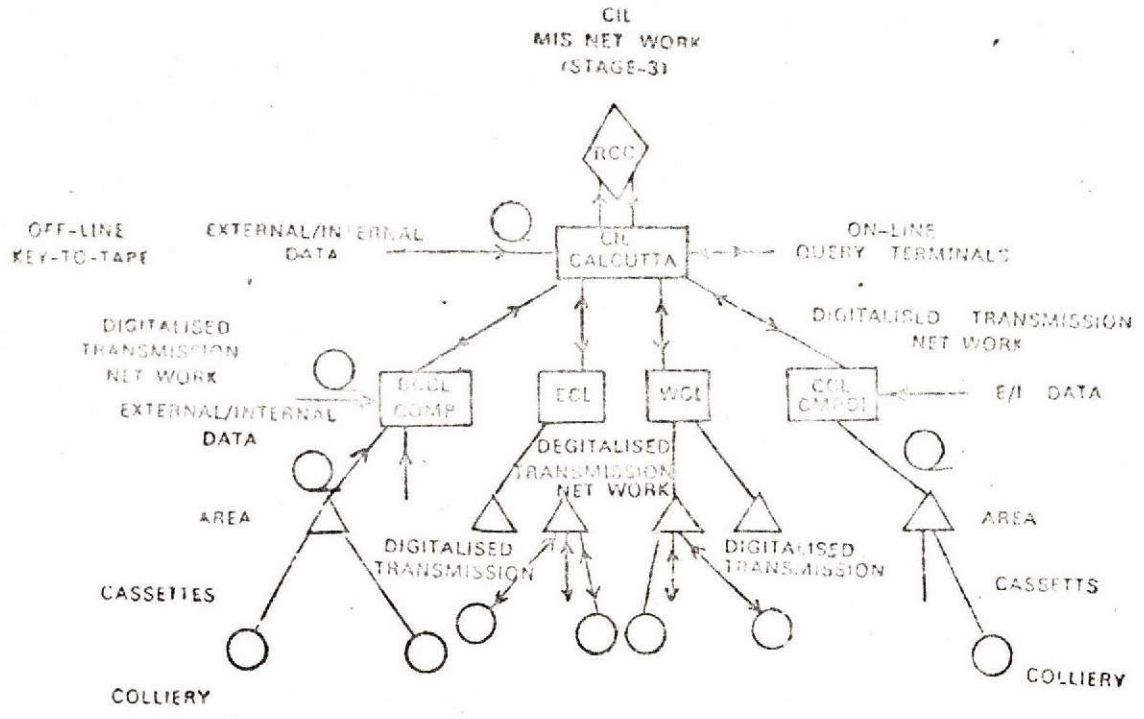 CIL
MIS NET WORK
(STAGE-3)
RCC
OFF-LINE
KEY-TO-TAPE
EXTERNAL/INTERNAL
DATA
CIL
CALCUTTA
ON-LINE
QUERY TERMINALS
DIGITALISED
TRANSMISSION
NET WORK
DIGITALISED TRANSMISSION
NET WORK
BCCL
COMP
ECL
WCL
CCL
CMPDI
E/I DATA
EXTERNAL/INTERNAL
DATA
DEGITALISED
TRANSMISSION
NET WORK
AREA
AREA
DIGITALISED
TRANSMISSION
DIGITALISED
TRANSMISSION
CASSETTES
CASSETTS
COLLIERY
COLLIERY